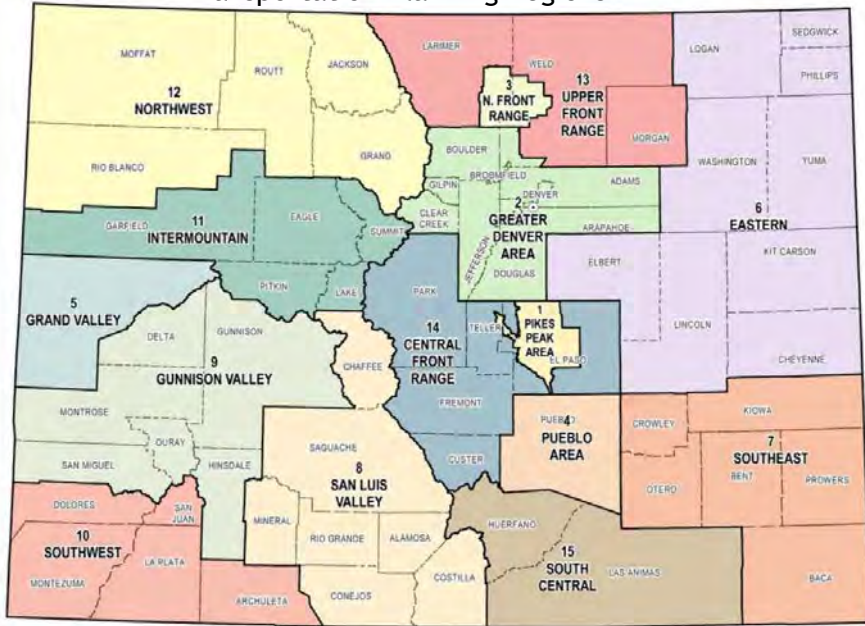 MOFFAT
ROUTT
JACKSON
LARIMER
WELD
LOGAN
SEDGWICK
PHILLIPS
12
NORTHWEST
3
N. FRONT
RANGE
13
UPPER
FRONT
RANGE
MORGAN
RIO BLANCO
GRAND
BOULDER
BROOMFIELD
WASHINGTON
YUMA
GILPIN
DENVER
ADAMS
CLEAR
CREEK
2
GREATER
DENVER
AREA
ARAPAHOE
6
EASTERN
GARFIELD
11
INTERMOUNTAIN
EAGLE
SUMMIT
JEFFERSON
DOUGLAS
ELBERT
KIT CARSON
PITKIN
LAKE
PARK
5
GRAND VALLEY
DELTA
GUNNISON
14
CENTRAL
FRONT
RANGE
TELLER
1
PIKES
PEAK
AREA
EL PASO
LINCOLN
CHEYENNE
9
GUNNISON VALLEY
CHAFFEE
MONTROSE
OURAY
FREMONT
PUEBLO
4
PUEBLO
AREA
CROWLEY
KIOWA
SAN MIGUEL
HINSDALE
SAGUACHE
8
SAN LUIS
VALLEY
CUSTER
7
SOUTHEAST
BENT
PROWERS
OTERO
DOLORES
SAN
JUAN
MINERAL
RIO GRANDE
ALAMOSA
HUERFANO
10
SOUTHWEST
MONTEZUMA
LA PLATA
ARCHULETA
CONEJOS
COSTILLA
15
SOUTH
CENTRAL
LAS ANIMAS
BACA